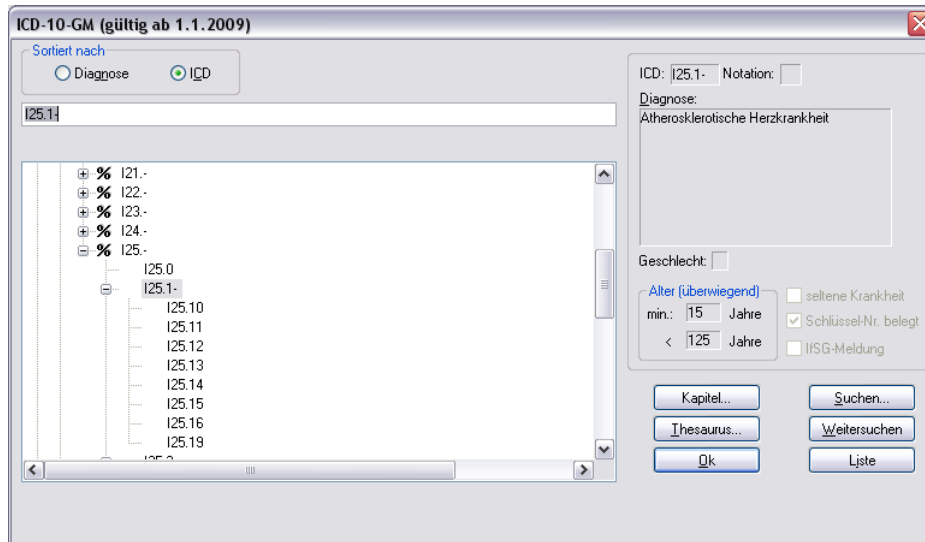 ICD-10-GM (gültig ab 1.1.2009)
Sortiert nach
Diagnose
ICD
I25.1-
% I21.-
% I22.-
% I23.-
% I24.-
% I25.-
I25.0
I25.1-
I25.10
I25.11
I25.12
I25.13
I25.14
I25.15
I25.16
I25.19
ICD: I25.1- Notation:
Diagnose:
Atherosklerotische Herzkrankheit
Geschlecht:
Alter (überwiegend)
min.: 15 Jahre
< 125 Jahre
seltene Krankheit
Schlüssel-Nr. belegt
IfSG-Meldung
Kapitel...
Suchen...
Thesaurus...
Weitersuchen
Ok
Liste